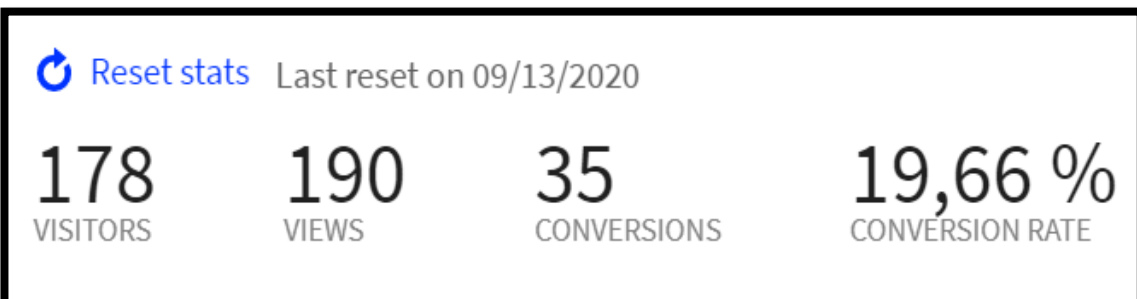 Reset stats Last reset on 09/13/2020
178 190 35 19,66 %
VISITORS VIEWS CONVERSIONS CONVERSION RATE